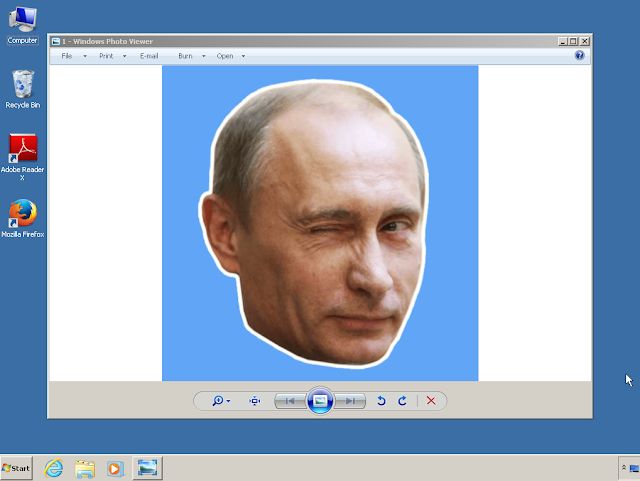 Computer
Recycle Bin
Adobe Reader
X
Mozilla Firefox
1 - Windows Photo Viewer
File
Print
E-mail
Burn
Open
Start